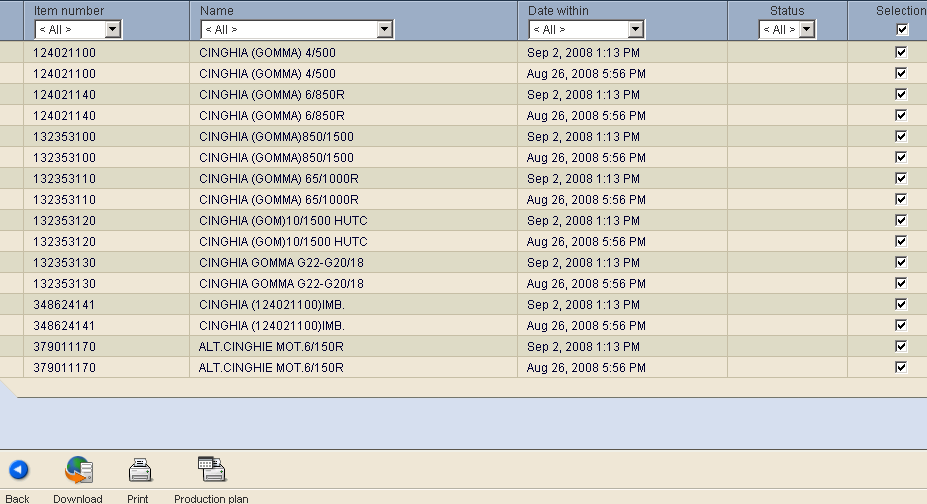 Item number Name Date within Status Selection
< All > < All > < All > < All >
124021100 CINGHIA (GOMMA) 4/500 Sep 2, 2008 1:13 PM
124021100 CINGHIA (GOMMA) 4/500 Aug 26, 2008 5:56 PM
124021140 CINGHIA (GOMMA) 6/850R Sep 2, 2008 1:13 PM
124021140 CINGHIA (GOMMA) 6/850R Aug 26, 2008 5:56 PM
132353100 CINGHIA (GOMMA)850/1500 Sep 2, 2008 1:13 PM
132353100 CINGHIA (GOMMA)850/1500 Aug 26, 2008 5:56 PM
132353110 CINGHIA (GOMMA) 65/1000R Sep 2, 2008 1:13 PM
132353110 CINGHIA (GOMMA) 65/1000R Aug 26, 2008 5:56 PM
132353120 CINGHIA (GOM)10/1500 HUTC Sep 2, 2008 1:13 PM
132353120 CINGHIA (GOM)10/1500 HUTC Aug 26, 2008 5:56 PM
132353130 CINGHIA GOMMA G22-G20/18 Sep 2, 2008 1:13 PM
132353130 CINGHIA GOMMA G22-G20/18 Aug 26, 2008 5:56 PM
348624141 CINGHIA (124021100)IMB. Sep 2, 2008 1:13 PM
348624141 CINGHIA (124021100)IMB. Aug 26, 2008 5:56 PM
379011170 ALT.CINGHIE MOT.6/150R Sep 2, 2008 1:13 PM
379011170 ALT.CINGHIE MOT.6/150R Aug 26, 2008 5:56 PM
Back Download Print Production plan